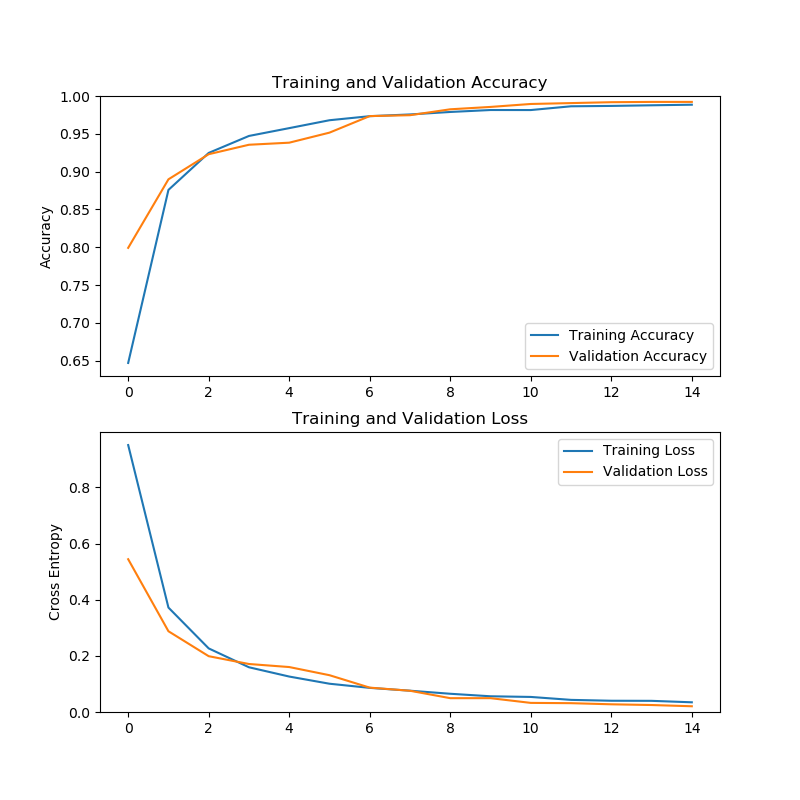 Training and Validation Accuracy
1.00
0.95
0.90
0.85
0.80
0.75
0.70
0.65
Accuracy
Training Accuracy
Validation Accuracy
0 2 4 6 8 10 12 14
Training and Validation Loss
Training Loss
Validation Loss
0.8
0.6
0.4
0.2
0.0
Cross Entropy
0 2 4 6 8 10 12 14